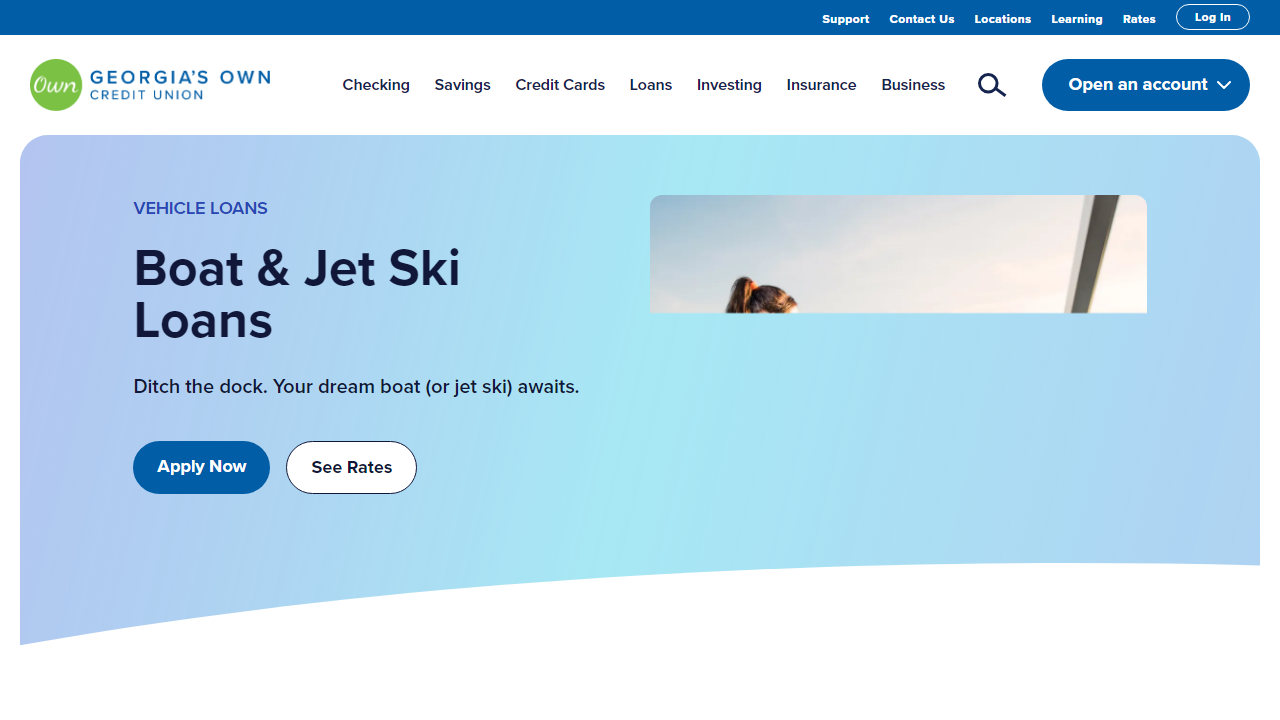 Support Contact Us Locations Learning Rates Log In
Own GEORGIA'S OWN
CREDIT UNION
Checking Savings Credit Cards Loans Investing Insurance Business Open an account
VEHICLE LOANS
Boat & Jet Ski
Loans
Ditch the dock. Your dream boat (or jet ski) awaits.
Apply Now See Rates